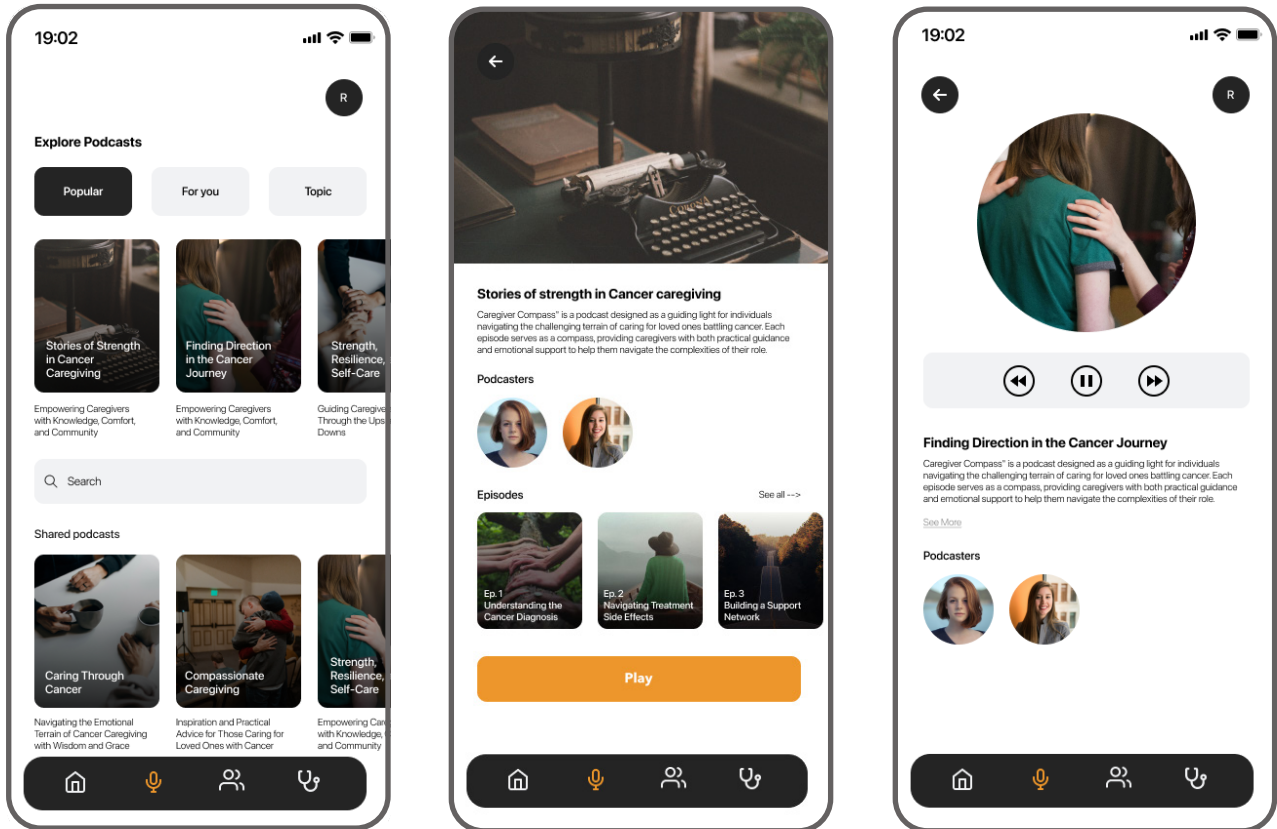 19:02
R
Explore Podcasts
Popular
For you
Topic
Stories of Strength
in Cancer
Caregiving
Finding Direction
in the Cancer
Journey
Strength,
Resilience,
Self-Care
Empowering Caregivers
with Knowledge, Comfort,
and Community
Empowering Caregivers
with Knowledge, Comfort,
and Community
Guiding
Through the Ups
Downs
Search
Shared podcasts
Caring Through
Cancer
Compassionate
Caregiving
Strength,
Resilience,
Self-Care
Navigating the Emotional
Terrain of Cancer Caregiving
with Wisdom and Grace
Inspiration and Practical
Advice for Those Caring for
Loved Ones with Cancer
Empowering
with Knowledge,
and Community
CORONA
Stories of strength in Cancer caregiving
Caregiver Compass" is a podcast designed as a guiding light for individuals
navigating the challenging terrain of caring for loved ones battling cancer. Each
episode serves as a compass, providing caregivers with both practical guidance
and emotional support to help them navigate the complexities of their role.
Podcasters
Episodes
See all -->
Ep. 1
Understanding the
Cancer Diagnosis
Ep. 2
Navigating Treatment
Side Effects
Ep. 3
Building a Support
Network
Play
19:02
R
Finding Direction in the Cancer Journey
Caregiver Compass" is a podcast designed as a guiding light for individuals
navigating the challenging terrain of caring for loved ones battling cancer. Each
episode serves as a compass, providing caregivers with both practical guidance
and emotional support to help them navigate the complexities of their role.
See More
Podcasters